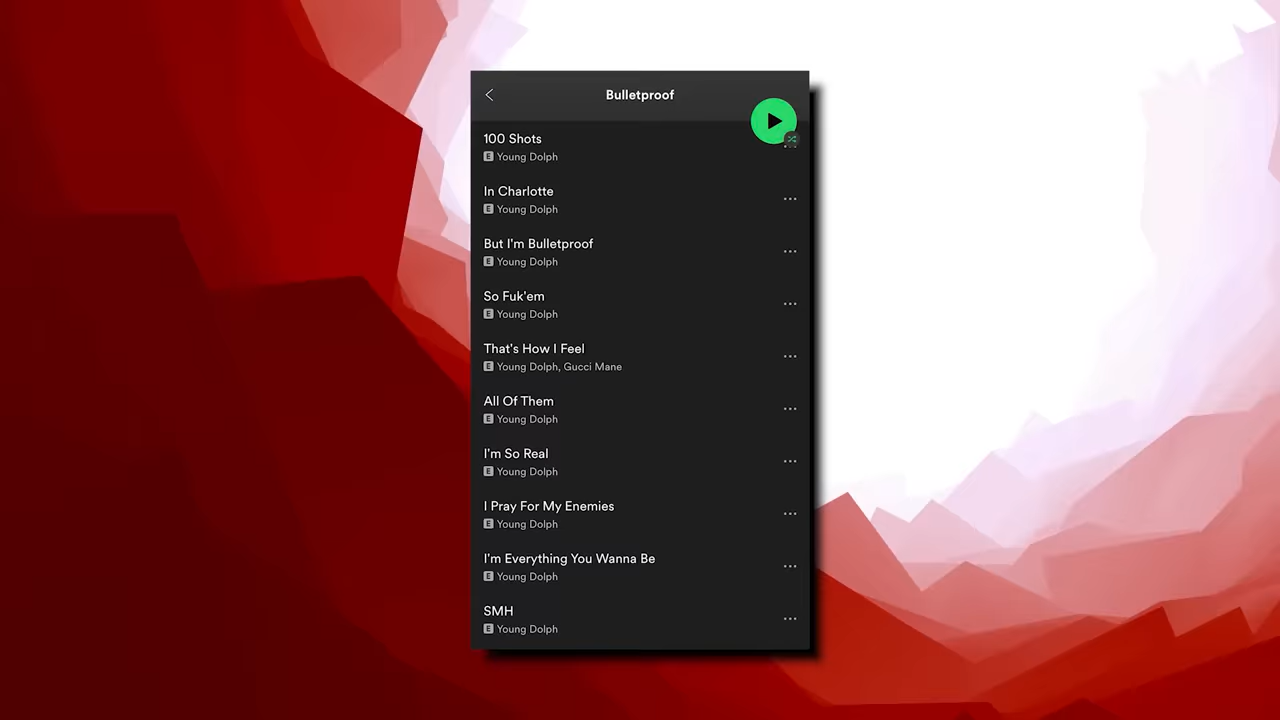 Bulletproof
100 Shots
E Young Dolph
In Charlotte
E Young Dolph
But I'm Bulletproof
E Young Dolph
So Fuk'em
E Young Dolph
That's How I Feel
E Young Dolph, Gucci Mane
All Of Them
E Young Dolph
I'm So Real
E Young Dolph
I Pray For My Enemies
E Young Dolph
I'm Everything You Wanna Be
E Young Dolph
SMH
E Young Dolph